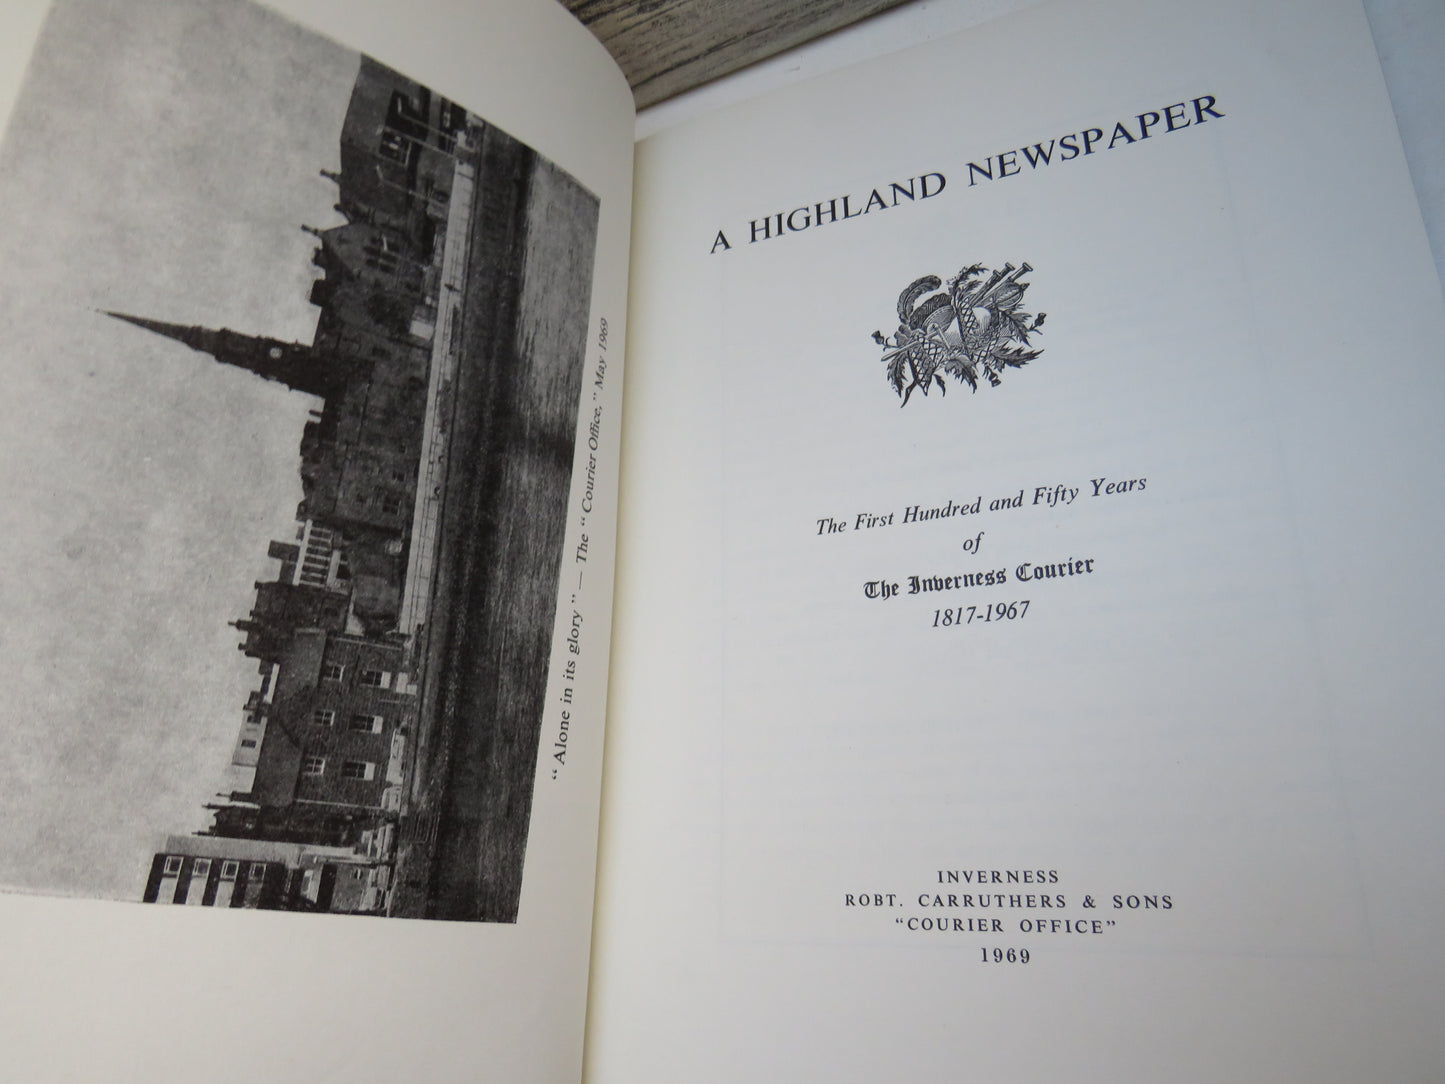 "Alone in its glory" — The "Courier Office," May 1969
A HIGHLAND NEWSPAPER
The First Hundred and Fifty Years
of
The Inverness Courier
1817-1967
INVERNESS
ROBT. CARRUTHERS & SONS
"COURIER OFFICE"
1969